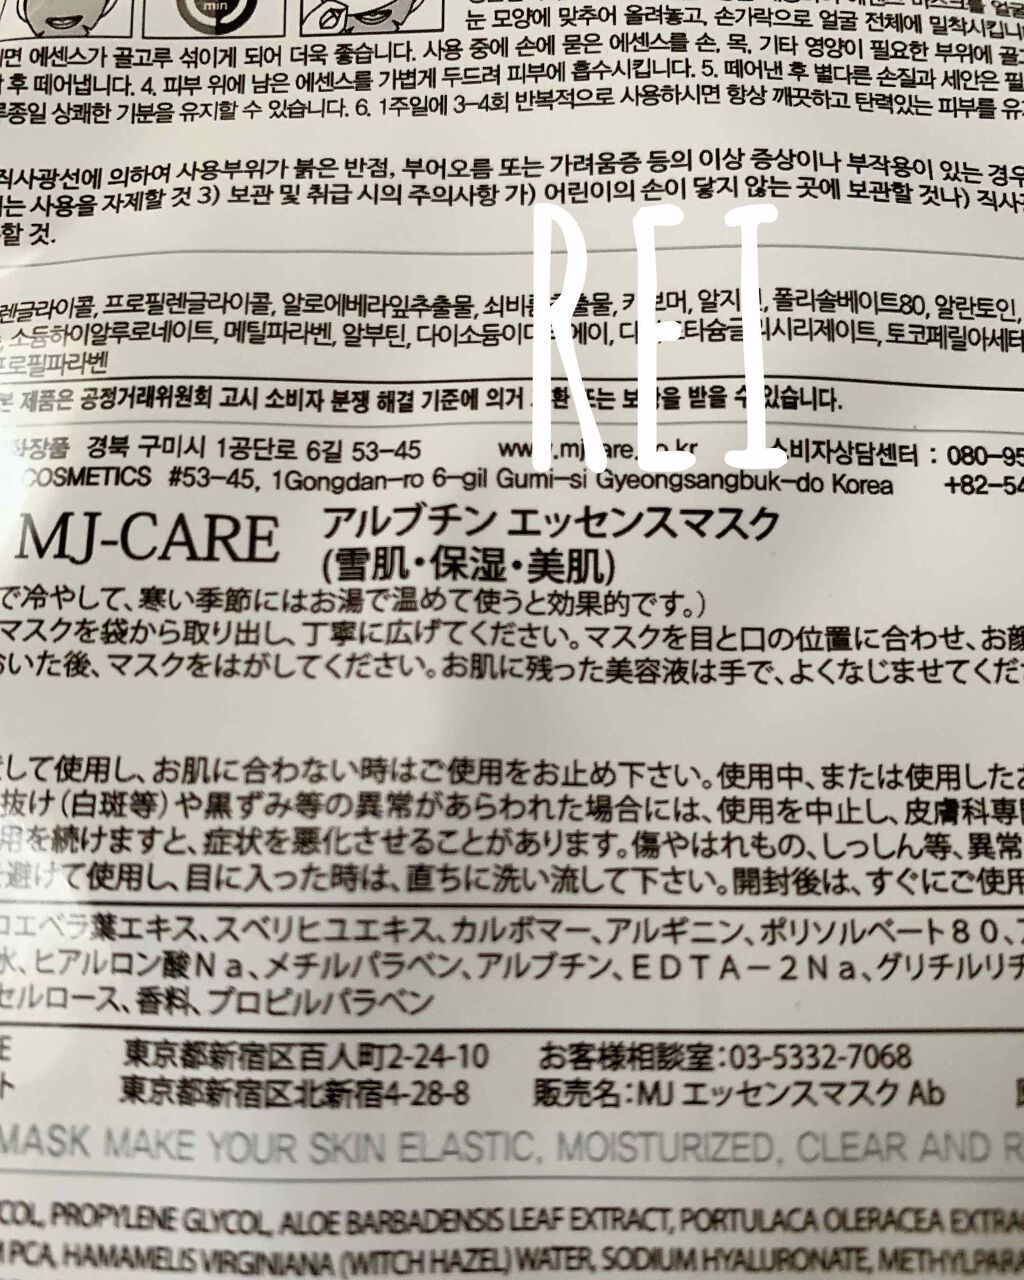 min
눈 모양에 맞추어 올려놓고, 손가락으로 얼굴 전체에 밀착시킵니
면 에센스가 골고루 섞이게 되어 더욱 좋습니다. 사용 중에 손에 묻은 에센스를 손, 목, 기타 영양이 필요한 부위에 골고
후 떼어냅니다. 4. 피부 위에 남은 에센스를 가볍게 두드려 피부에 흡수시킵니다. 5. 떼어낸 후 별다른 손질과 세안은 필
루종일 상쾌한 기분을 유지할 수 있습니다. 6. 1주일에 3-4회 반복적으로 사용하시면 항상 깨끗하고 탄력있는 피부를 유
직사광선에 의하여 사용부위가 붉은 반점, 부어오름 또는 가려움증 등의 이상 증상이나 부작용이 있는 경우
는 사용을 자제할 것 3) 보관 및 취급 시의 주의사항 가) 어린이의 손이 닿지 않는 곳에 보관할 것나) 직사
할 것.
REI
렌글라이콜, 프로필렌글라이콜, 알로에베라잎추출물, 폴리솔베이트80, 알란토인,
소듐하이알루로네이트, 메틸파라벤, 알부틴, 토코페릴아세테
프로필파라벤
본 제품은 공정거래위원회 고시 소비자 분쟁 해결 기준에 의거 받을 수 있습니다.
화장품 경북 구미시 1공단로 6길 53-45 소비자상담센터 : 080-95
COSMETICS #53-45, 1Gongdan-ro 6-gil Gumi-si Gyeongsangbuk-do Korea +82-54
MJ-CARE アルブチン エッセンスマスク
(雪肌・保湿・美肌)
で冷やして、寒い季節にはお湯で温めて使うと効果的です。)
マスクを袋から取り出し、丁寧に広げてください。マスクを目と口の位置に合わせ、お顔
おいた後、マスクをはがしてください。お肌に残った美容液は手で、よくなじませてくだ
して使用し、お肌に合わない時はご使用をお止め下さい。使用中、または使用したお
抜け(白斑等)や黒ずみ等の異常があらわれた場合には、使用を中止し、皮膚科専
用を続けますと、症状を悪化させることがあります。傷やはれもの、しっしん等、異常
避けて使用し、目に入った時は、直ちに洗い流して下さい。開封後は、すぐにご使用
ロエベラ葉エキス、スベリヒユエキス、カルボマー、アルギニン、ポリソルベート80、
水、ヒアルロン酸Na、メチルパラベン、アルブチン、EDTA-2Na、グリチルリチ
セルロース、香料、プロピルパラベン
東京都新宿区百人町2-24-10 お客様相談室:03-5332-7068
ト 東京都新宿区北新宿4-28-8 販売名:MJ エッセンスマスク Ab
MASK MAKE YOUR SKIN ELASTIC, MOISTURIZED, CLEAR AND R
COL, PROPYLENE GLYCOL, ALOE BARBADENSIS LEAF EXTRACT, PORTULACA OLERACEA EXTRA
M PCA, HAMAMELIS VIRGINIANA (WITCH HAZEL) WATER, SODIUM HYALURONATE, METHYLPARA